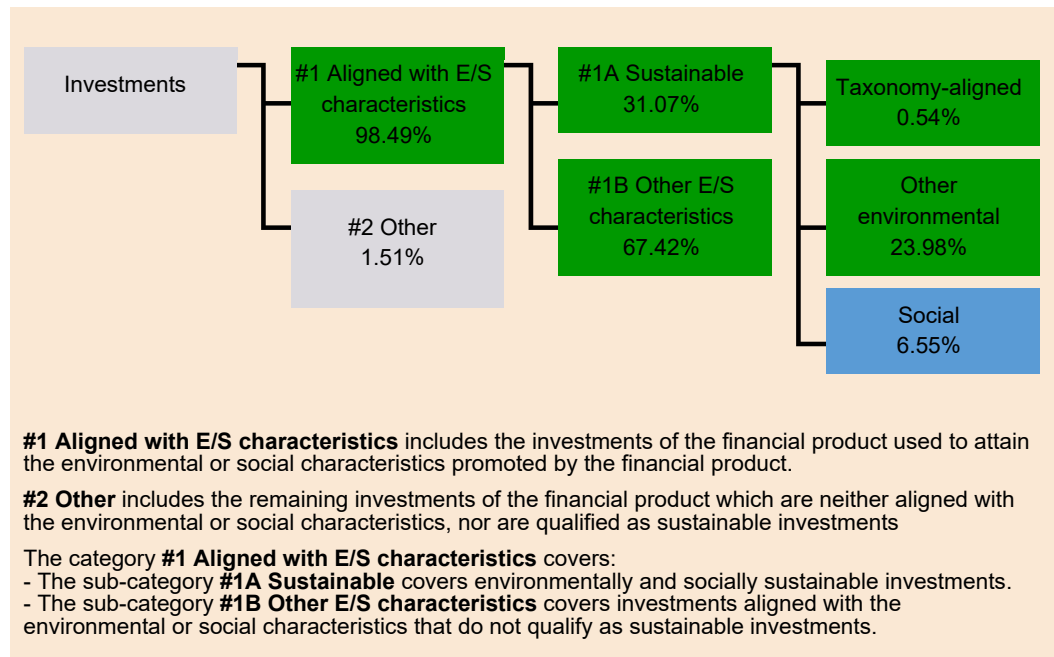 Investments
#1 Aligned with E/S
characteristics
98.49%
#2 Other
1.51%
#1A Sustainable
31.07%
#1B Other E/S
characteristics
67.42%
Taxonomy-aligned
0.54%
Other
environmental
23.98%
Social
6.55%
#1 Aligned with E/S characteristics includes the investments of the financial product used to attain
the environmental or social characteristics promoted by the financial product.
#2 Other includes the remaining investments of the financial product which are neither aligned with
the environmental or social characteristics, nor are qualified as sustainable investments
The category #1 Aligned with E/S characteristics covers:
- The sub-category #1A Sustainable covers environmentally and socially sustainable investments.
- The sub-category #1B Other E/S characteristics covers investments aligned with the
environmental or social characteristics that do not qualify as sustainable investments.